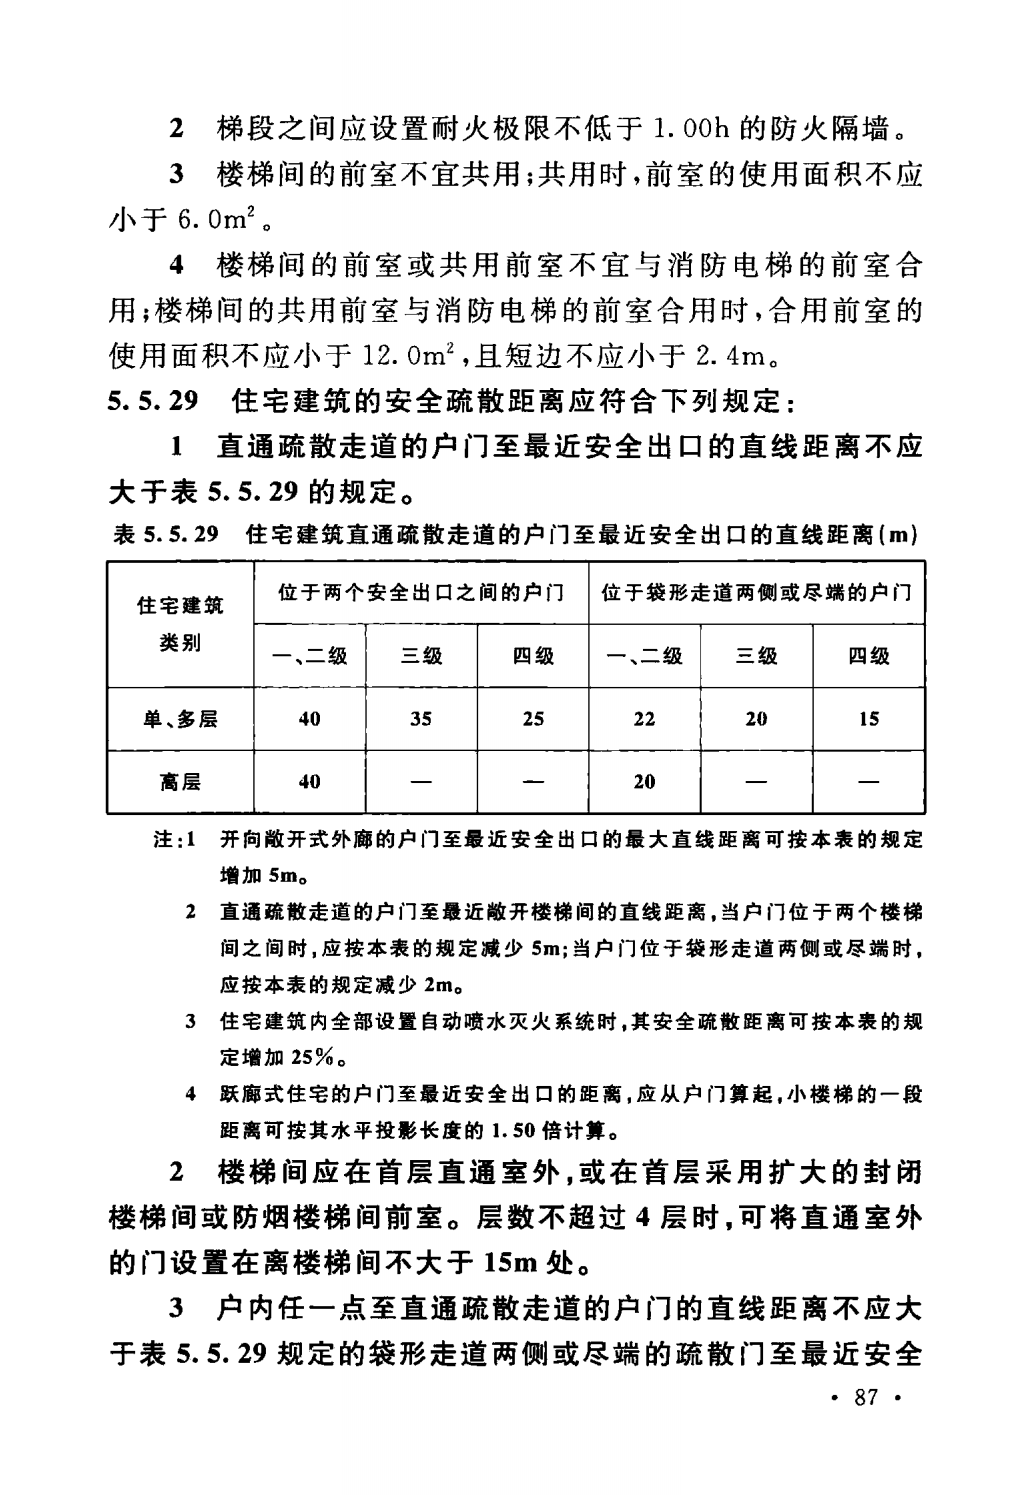 2 梯段之间应设置耐火极限不低于 1.00h 的防火隔墙。
3 楼梯间的前室不宜共用;共用时,前室的使用面积不应
小于 6.0m²。
4 楼梯间的前室或共用前室不宜与消防电梯的前室合
用;楼梯间的共用前室与消防电梯的前室合用时,合用前室的
使用面积不应小于 12.0m²,且短边不应小于 2.4m。
5.5.29 住宅建筑的安全疏散距离应符合下列规定:
1 直通疏散走道的户门至最近安全出口的直线距离不应
大于表 5.5.29 的规定。
表 5.5.29 住宅建筑直通疏散走道的户门至最近安全出口的直线距离(m)
住宅建筑
类别
位于两个安全出口之间的户门 位于袋形走道两侧或尽端的户门
一、二级 三级 四级 一、二级 三级 四级
单、多层 40 35 25 22 20 15
高层 40 — — 20 — —
注:1 开向敞开式外廊的户门至最近安全出口的最大直线距离可按本表的规定
增加 5m。
2 直通疏散走道的户门至最近敞开楼梯间的直线距离,当户门位于两个楼梯
间之间时,应按本表的规定减少 5m;当户门位于袋形走道两侧或尽端时,
应按本表的规定减少 2m。
3 住宅建筑内全部设置自动喷水灭火系统时,其安全疏散距离可按本表的规
定增加 25%。
4 跃廊式住宅的户门至最近安全出口的距离,应从户门算起,小楼梯的一段
距离可按其水平投影长度的 1.50 倍计算。
2 楼梯间应在首层直通室外,或在首层采用扩大的封闭
楼梯间或防烟楼梯间前室。层数不超过 4 层时,可将直通室外
的门设置在离楼梯间不大于 15m 处。
3 户内任一点至直通疏散走道的户门的直线距离不应大
于表 5.5.29 规定的袋形走道两侧或尽端的疏散门至最近安全
· 87 ·